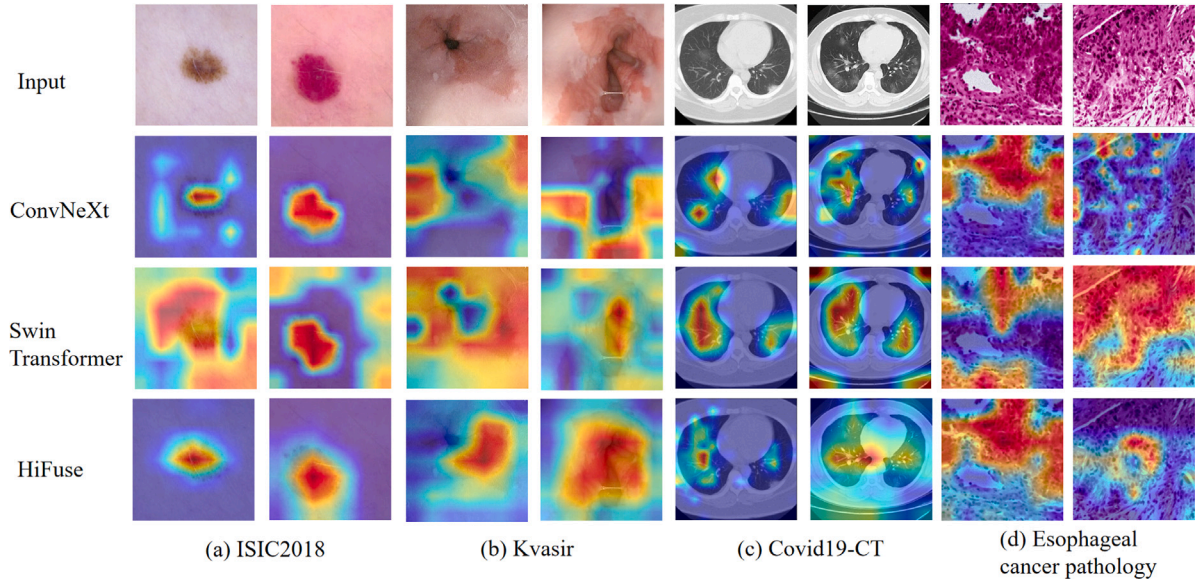 Input
ConvNeXt
Swin
Transformer
HiFuse
(a) ISIC2018
(b) Kvasir
(c) Covid19-CT
(d) Esophageal
cancer pathology